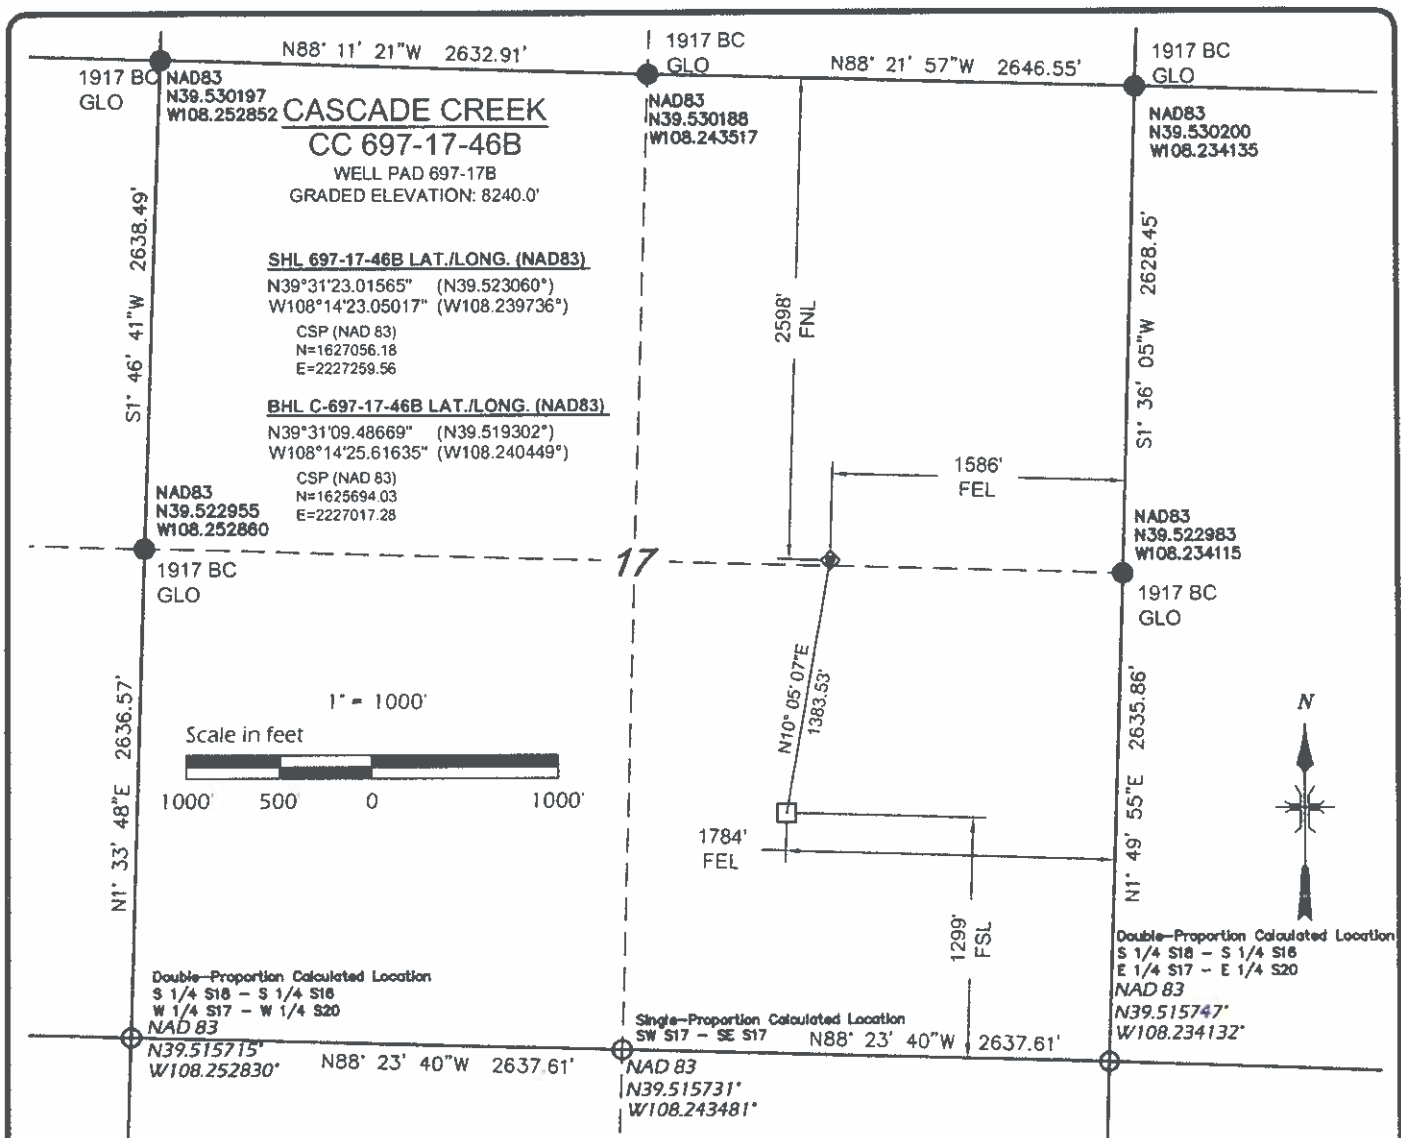 N88° 11' 21"W 2632.91'
1917 BC
GLO
N88° 21' 57"W 2646.55'
1917 BC
GLO
1917 BC
GLO
NAD83
N39.530197
W108.252852
NAD83
N39.530188
W108.243517
NAD83
N39.530200
W108.234135
CASCADE CREEK
CC 697-17-46B
WELL PAD 697-17B
GRADED ELEVATION: 8240.0'
S1° 46' 41"W 2638.49'
SHL 697-17-46B LAT./LONG. (NAD83)
N39°31'23.01565" (N39.523060°)
W108°14'23.05017" (W108.239736°)
CSP (NAD 83)
N=1627056.18
E=2227259.56
BHL C-697-17-46B LAT./LONG. (NAD83)
N39°31'09.48669" (N39.519302°)
W108°14'25.61635" (W108.240449°)
CSP (NAD 83)
N=1625694.03
E=2227017.28
2598'
FNL
S1° 36' 05"W 2628.45'
1586'
FEL
NAD83
N39.522955
W108.252860
NAD83
N39.522983
W108.234115
17
1917 BC
GLO
1917 BC
GLO
N10° 05' 07"E
1383.53'
N1° 33' 48"E 2636.57'
1" = 1000'
Scale in feet
1000' 500' 0 1000'
N
N1° 49' 55"E 2635.86'
1784'
FEL
1299'
FSL
Double-Proportion Calculated Location
S 1/4 S18 - S 1/4 S16
E 1/4 S17 - E 1/4 S20
NAD 83
N39.515747°
W108.234132°
Double-Proportion Calculated Location
S 1/4 S18 - S 1/4 S16
W 1/4 S17 - W 1/4 S20
NAD 83
N39.515715°
W108.252830°
Single-Proportion Calculated Location
SW S17 - SE S17
NAD 83
N39.515731°
W108.243481°
N88° 23' 40"W 2637.61'
N88° 23' 40"W 2637.61'